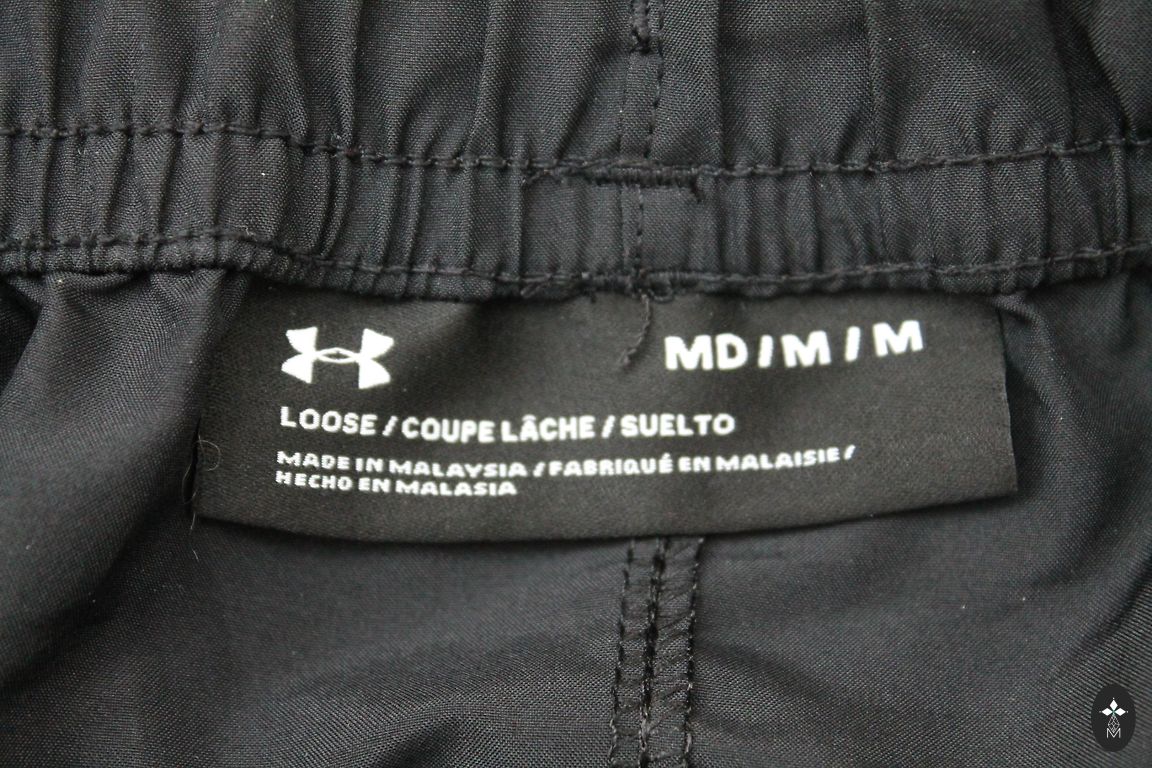 MD / M / M
LOOSE / COUPE LÂCHE / SUELTO
MADE IN MALAYSIA / FABRIQUÉ EN MALAISIE /
HECHO EN MALASIA
M